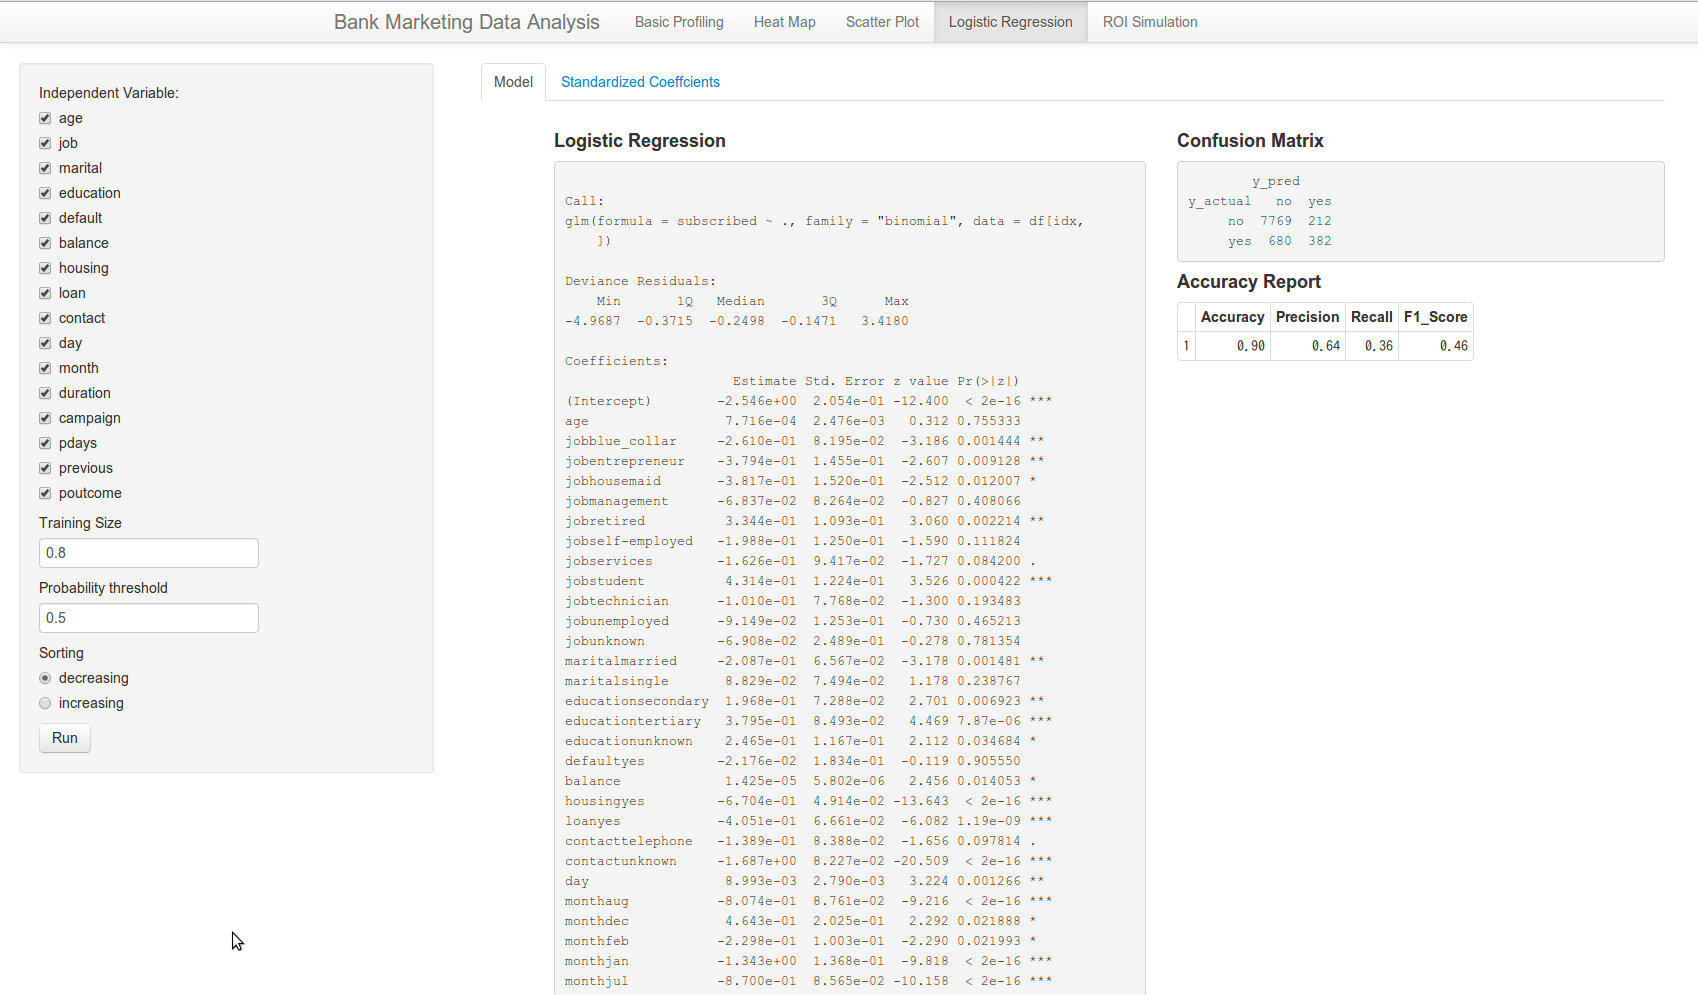 Bank Marketing Data Analysis Basic Profiling Heat Map Scatter Plot Logistic Regression ROI Simulation
Independent Variable:
age
job
marital
education
default
balance
housing
loan
contact
day
month
duration
campaign
pdays
previous
poutcome
Training Size
0.8
Probability threshold
0.5
Sorting
decreasing
increasing
Run
Model Standardized Coeffcients
Logistic Regression
Call:
glm(formula = subscribed ~ ., family = "binomial", data = df[idx,
])
Deviance Residuals:
Min 1Q Median 3Q Max
-4.9687 -0.3715 -0.2498 -0.1471 3.4180
Coefficients:
Estimate Std. Error z value Pr(>|z|)
(Intercept) -2.546e+00 2.054e-01 -12.400 < 2e-16 ***
age 7.716e-04 2.476e-03 0.312 0.755333
jobblue_collar -2.610e-01 8.195e-02 -3.186 0.001444 **
jobentrepreneur -3.794e-01 1.455e-01 -2.607 0.009128 **
jobhousemaid -3.817e-01 1.520e-01 -2.512 0.012007 *
jobmanagement -6.837e-02 8.264e-02 -0.827 0.408066
jobretired 3.344e-01 1.093e-01 3.060 0.002214 **
jobself-employed -1.988e-01 1.250e-01 -1.590 0.111824
jobservices -1.626e-01 9.417e-02 -1.727 0.084200 .
jobstudent 4.314e-01 1.224e-01 3.526 0.000422 ***
jobtechnician -1.010e-01 7.768e-02 -1.300 0.193483
jobunemployed -9.149e-02 1.253e-01 -0.730 0.465213
jobunknown -6.908e-02 2.489e-01 -0.278 0.781354
maritalmarried -2.087e-01 6.567e-02 -3.178 0.001481 **
maritalsingle 8.829e-02 7.494e-02 1.178 0.238767
educationsecondary 1.968e-01 7.288e-02 2.701 0.006923 **
educationtertiary 3.795e-01 8.493e-02 4.469 7.87e-06 ***
educationunknown 2.465e-01 1.167e-01 2.112 0.034684 *
defaultyes -2.176e-02 1.834e-01 -0.119 0.905550
balance 1.425e-05 5.802e-06 2.456 0.014053 *
housingyes -6.704e-01 4.914e-02 -13.643 < 2e-16 ***
loanyes -4.051e-01 6.661e-02 -6.082 1.19e-09 ***
contacttelephone -1.389e-01 8.388e-02 -1.656 0.097814 .
contactunknown -1.687e+00 8.227e-02 -20.509 < 2e-16 ***
day 8.993e-03 2.790e-03 3.224 0.001266 **
monthaug -8.074e-01 8.761e-02 -9.216 < 2e-16 ***
monthdec 4.643e-01 2.025e-01 2.292 0.021888 *
monthfeb -2.298e-01 1.003e-01 -2.290 0.021993 *
monthjan -1.343e+00 1.368e-01 -9.818 < 2e-16 ***
monthjul -8.700e-01 8.565e-02 -10.158 < 2e-16 ***
Confusion Matrix
y_pred
y_actual no yes
no 7769 212
yes 680 382
Accuracy Report
Accuracy Precision Recall F1_Score
1 0.90 0.64 0.36 0.46